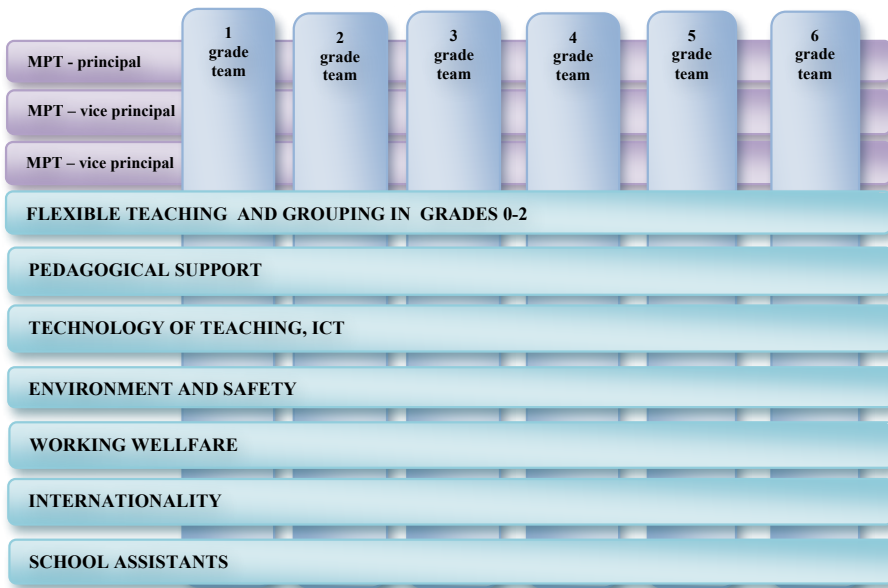 1
grade
team
2
grade
team
3
grade
team
4
grade
team
5
grade
team
6
grade
team
MPT - principal
MPT – vice principal
MPT – vice principal
FLEXIBLE TEACHING AND GROUPING IN GRADES 0-2
PEDAGOGICAL SUPPORT
TECHNOLOGY OF TEACHING, ICT
ENVIRONMENT AND SAFETY
WORKING WELLFARE
INTERNATIONALITY
SCHOOL ASSISTANTS